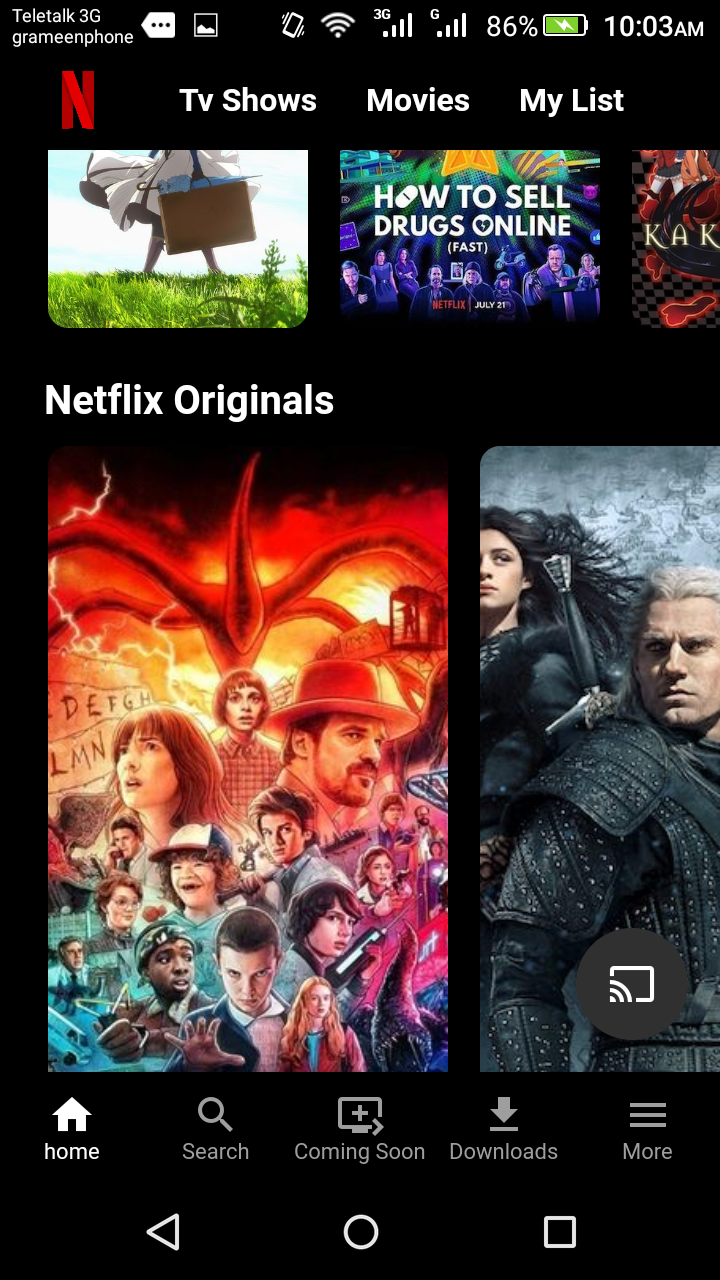 Teletalk 3G
grameenphone
3G
G
86%
10:03AM
N
Tv Shows
Movies
My List
HOW TO SELL
DRUGS ONLINE
(FAST)
NETFLIX | JULY 21
KAK
Netflix Originals
DEFGH
LMN
home
Search
Coming Soon
Downloads
More